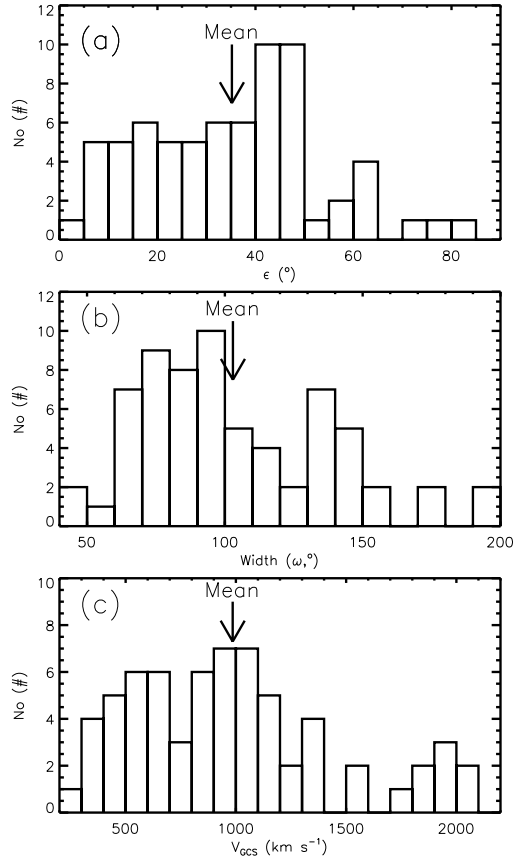 12
10
8
6
4
2
0
No (#)
(a)
Mean
0 20 40 60 80
ϵ (°)
12
10
8
6
4
2
0
No (#)
(b)
Mean
50 100 150 200
Width (ω,°)
10
8
6
4
2
0
No (#)
(c)
Mean
500 1000 1500 2000
V_GCS (km s⁻¹)